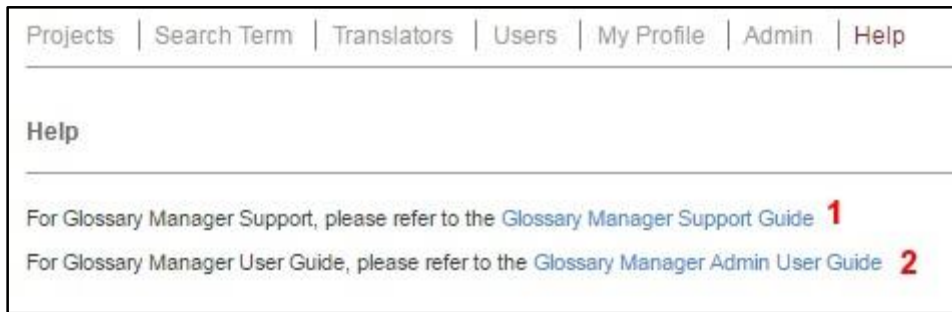 Projects | Search Term | Translators | Users | My Profile | Admin | Help
Help
For Glossary Manager Support, please refer to the Glossary Manager Support Guide 1
For Glossary Manager User Guide, please refer to the Glossary Manager Admin User Guide 2